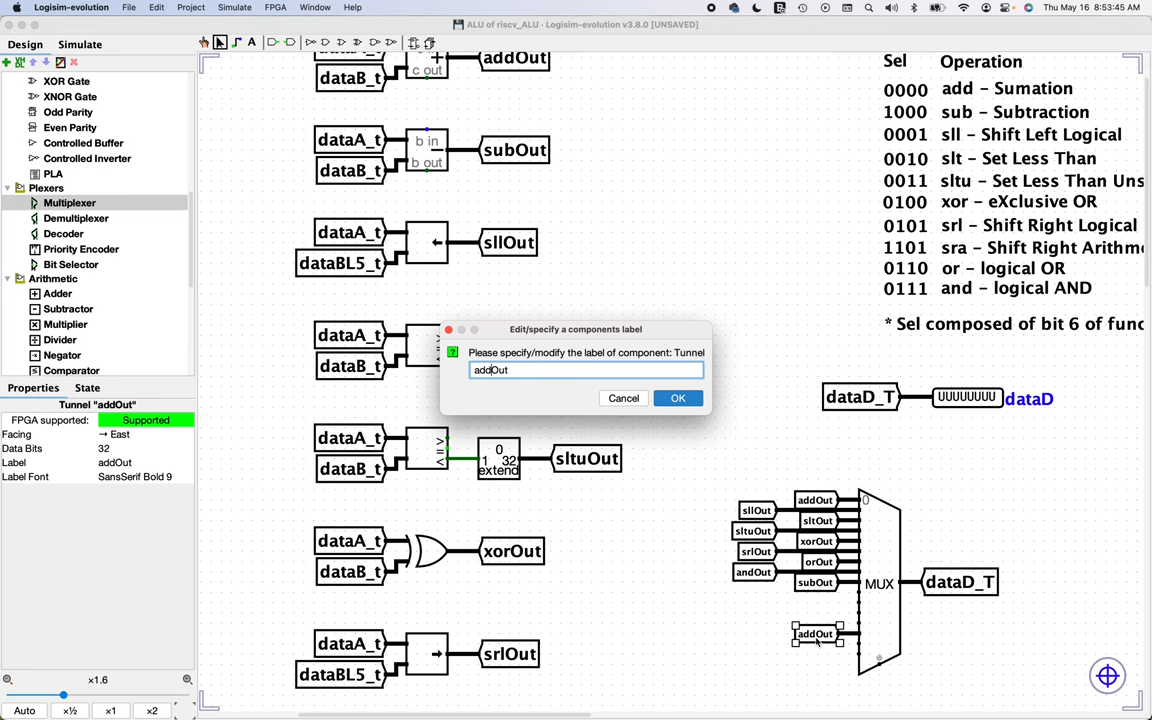 Logisim-evolution File Edit Project Simulate FPGA Window Help
Thu May 16 8:53:45 AM
ALU of riscv_ALU - Logisim-evolution v3.8.0 [UNSAVED]
Design Simulate
XOR Gate
XNOR Gate
Odd Parity
Even Parity
Controlled Buffer
Controlled Inverter
PLA
Plexers
Multiplexer
Demultiplexer
Decoder
Priority Encoder
Bit Selector
Arithmetic
Adder
Subtractor
Multiplier
Divider
Negator
Comparator
Properties State
Tunnel "addOut"
FPGA supported: Supported
Facing → East
Data Bits 32
Label addOut
Label Font SansSerif Bold 9
×1.6
Auto ×½ ×1 ×2
dataB_t c out addOut
dataA_t b in
dataB_t b out subOut
dataA_t
dataBL5_t sllOut
dataA_t
dataB_t
dataA_t
dataB_t
0
1 32
extend
sltuOut
dataA_t
dataB_t xorOut
dataA_t
dataBL5_t srlOut
Edit/specify a components label
Please specify/modify the label of component: Tunnel
addOut
Cancel OK
Sel Operation
0000 add - Sumation
1000 sub - Subtraction
0001 sll - Shift Left Logical
0010 slt - Set Less Than
0011 sltu - Set Less Than Uns
0100 xor - eXclusive OR
0101 srl - Shift Right Logical
1101 sra - Shift Right Arithm
0110 or - logical OR
0111 and - logical AND
* Sel composed of bit 6 of func
dataD_T UUUUUUUU dataD
addOut 0
sllOut
sltOut
sltuOut
xorOut
srlOut
orOut
andOut
subOut
MUX
dataD_T
addOut